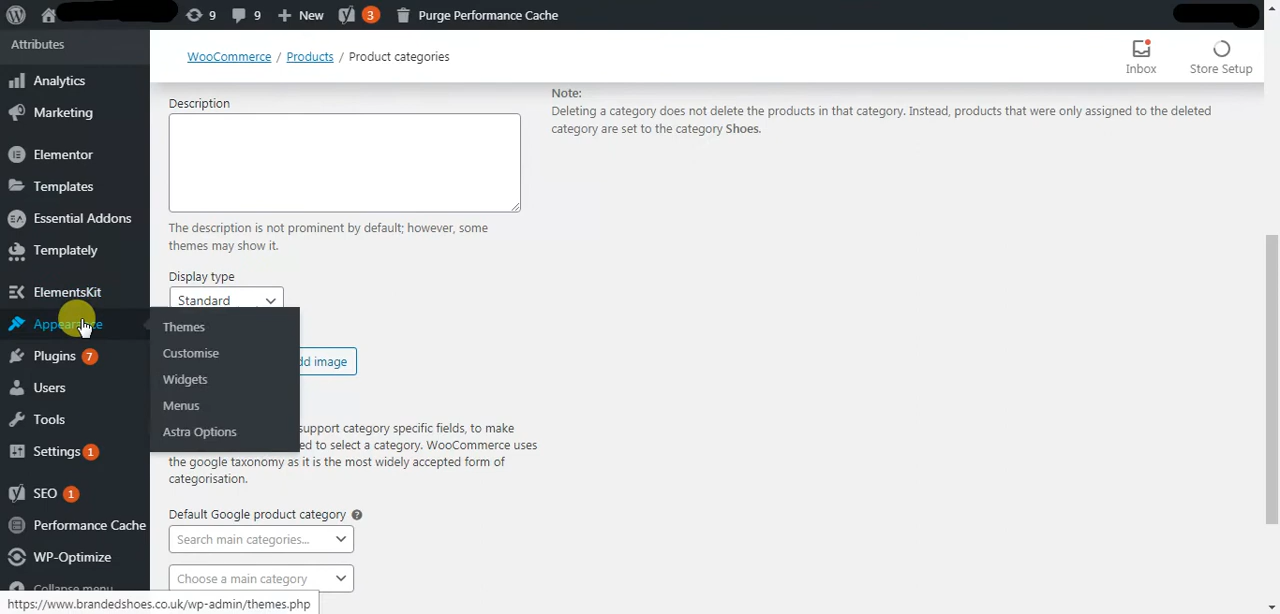 9 9 New 3 Purge Performance Cache
Attributes
Analytics
Marketing
Elementor
Templates
Essential Addons
Templately
ElementsKit
Appearance
Plugins 7
Users
Tools
Settings 1
SEO 1
Performance Cache
WP-Optimize
Collapse menu
Themes
Customise
Widgets
Menus
Astra Options
WooCommerce / Products / Product categories
Inbox
Store Setup
Description
The description is not prominent by default; however, some
themes may show it.
Display type
Standard
dd image
support category specific fields, to make
ed to select a category. WooCommerce uses
the google taxonomy as it is the most widely accepted form of
categorisation.
Default Google product category ?
Search main categories...
Choose a main category
Note:
Deleting a category does not delete the products in that category. Instead, products that were only assigned to the deleted
category are set to the category Shoes.
https://www.brandedshoes.co.uk/wp-admin/themes.php